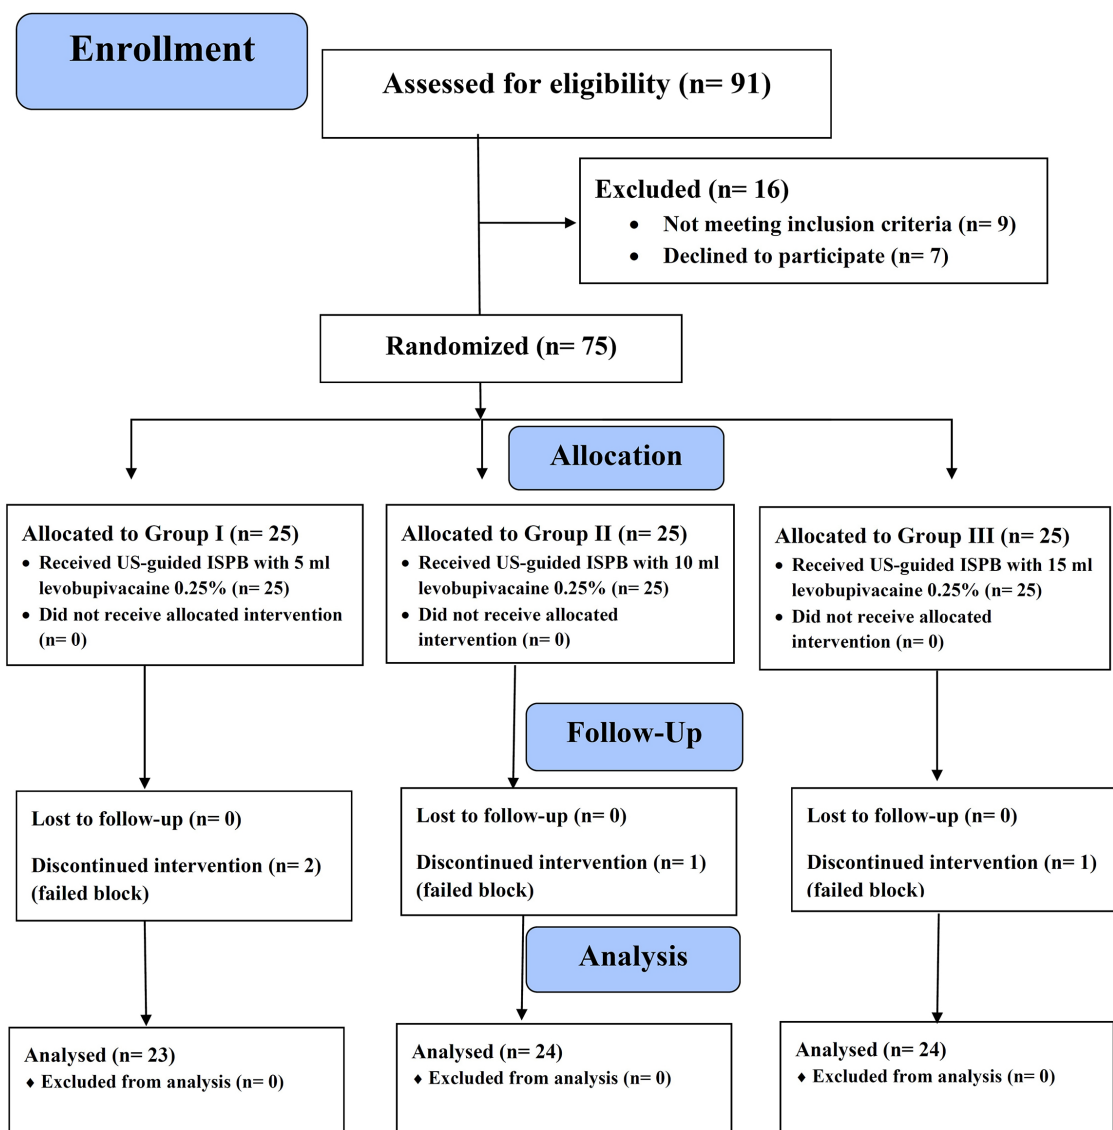 Enrollment
Assessed for eligibility (n= 91)
Excluded (n= 16)
• Not meeting inclusion criteria (n= 9)
• Declined to participate (n= 7)
Randomized (n= 75)
Allocation
Allocated to Group I (n= 25)
• Received US-guided ISPB with 5 ml
levobupivacaine 0.25% (n= 25)
• Did not receive allocated intervention
(n= 0)
Allocated to Group II (n= 25)
• Received US-guided ISPB with 10 ml
levobupivacaine 0.25% (n= 25)
• Did not receive allocated
intervention (n= 0)
Allocated to Group III (n= 25)
• Received US-guided ISPB with 15 ml
levobupivacaine 0.25% (n= 25)
• Did not receive allocated
intervention (n= 0)
Follow-Up
Lost to follow-up (n= 0)
Discontinued intervention (n= 2)
(failed block)
Lost to follow-up (n= 0)
Discontinued intervention (n= 1)
(failed block)
Lost to follow-up (n= 0)
Discontinued intervention (n= 1)
(failed block)
Analysis
Analysed (n= 23)
♦ Excluded from analysis (n= 0)
Analysed (n= 24)
♦ Excluded from analysis (n= 0)
Analysed (n= 24)
♦ Excluded from analysis (n= 0)